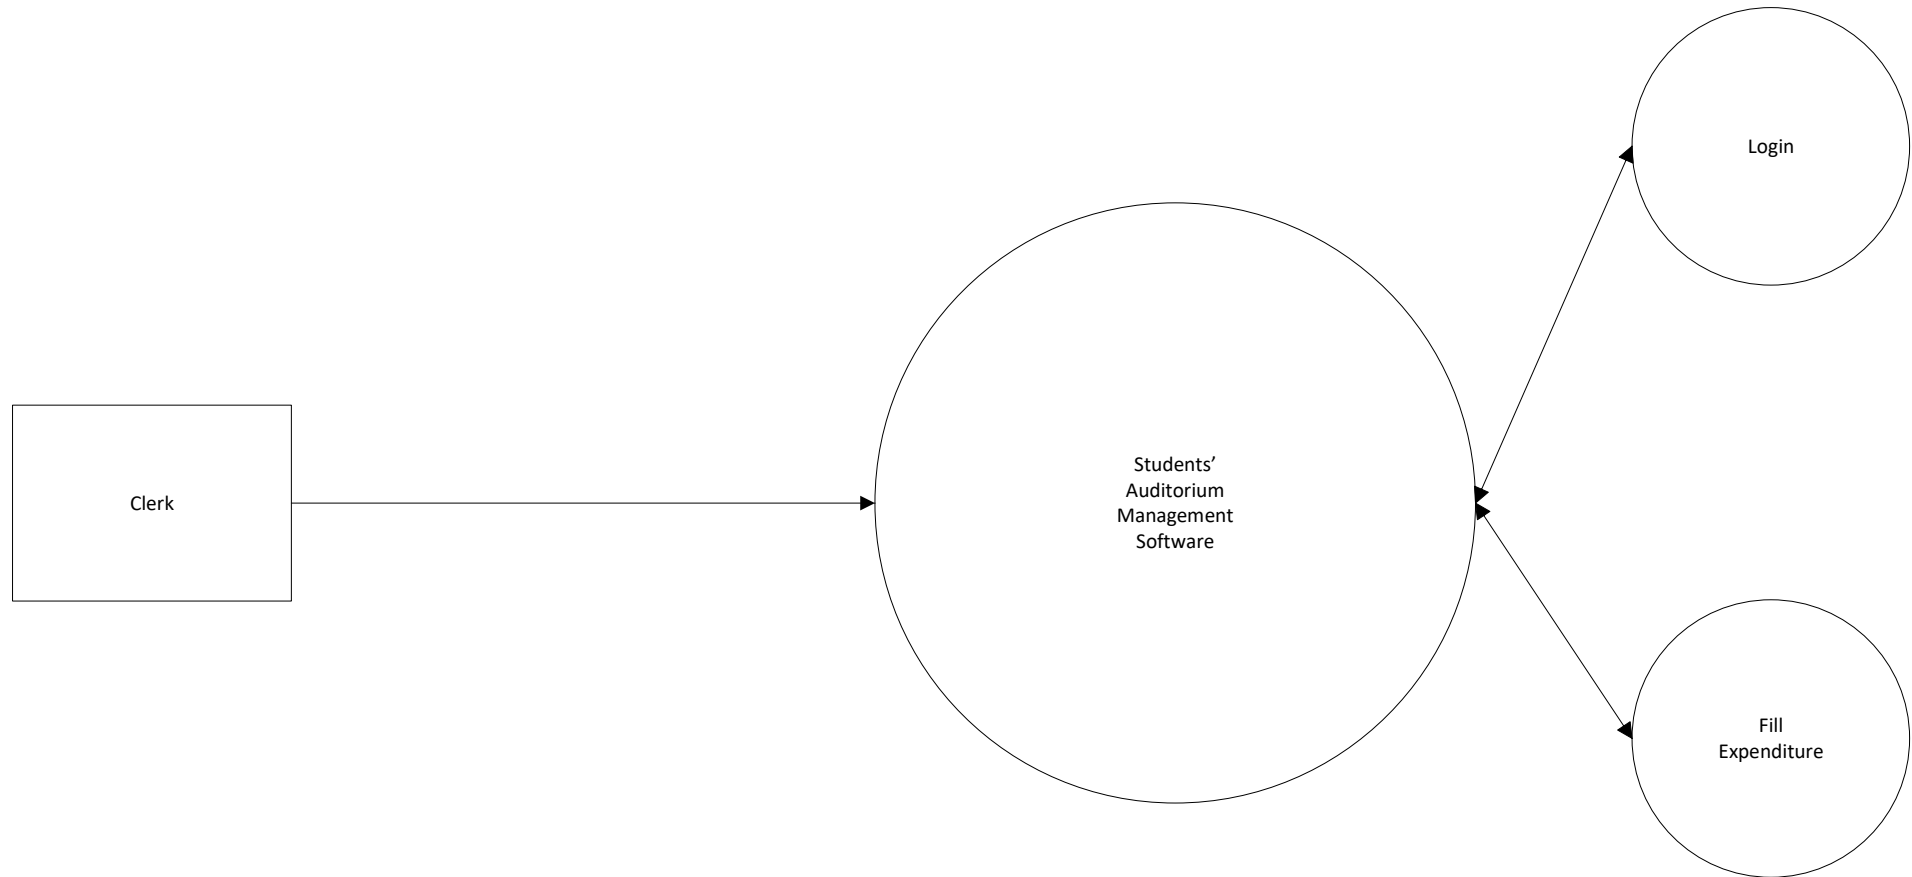 Login
Clerk
Students’
Auditorium
Management
Software
Fill
Expenditure